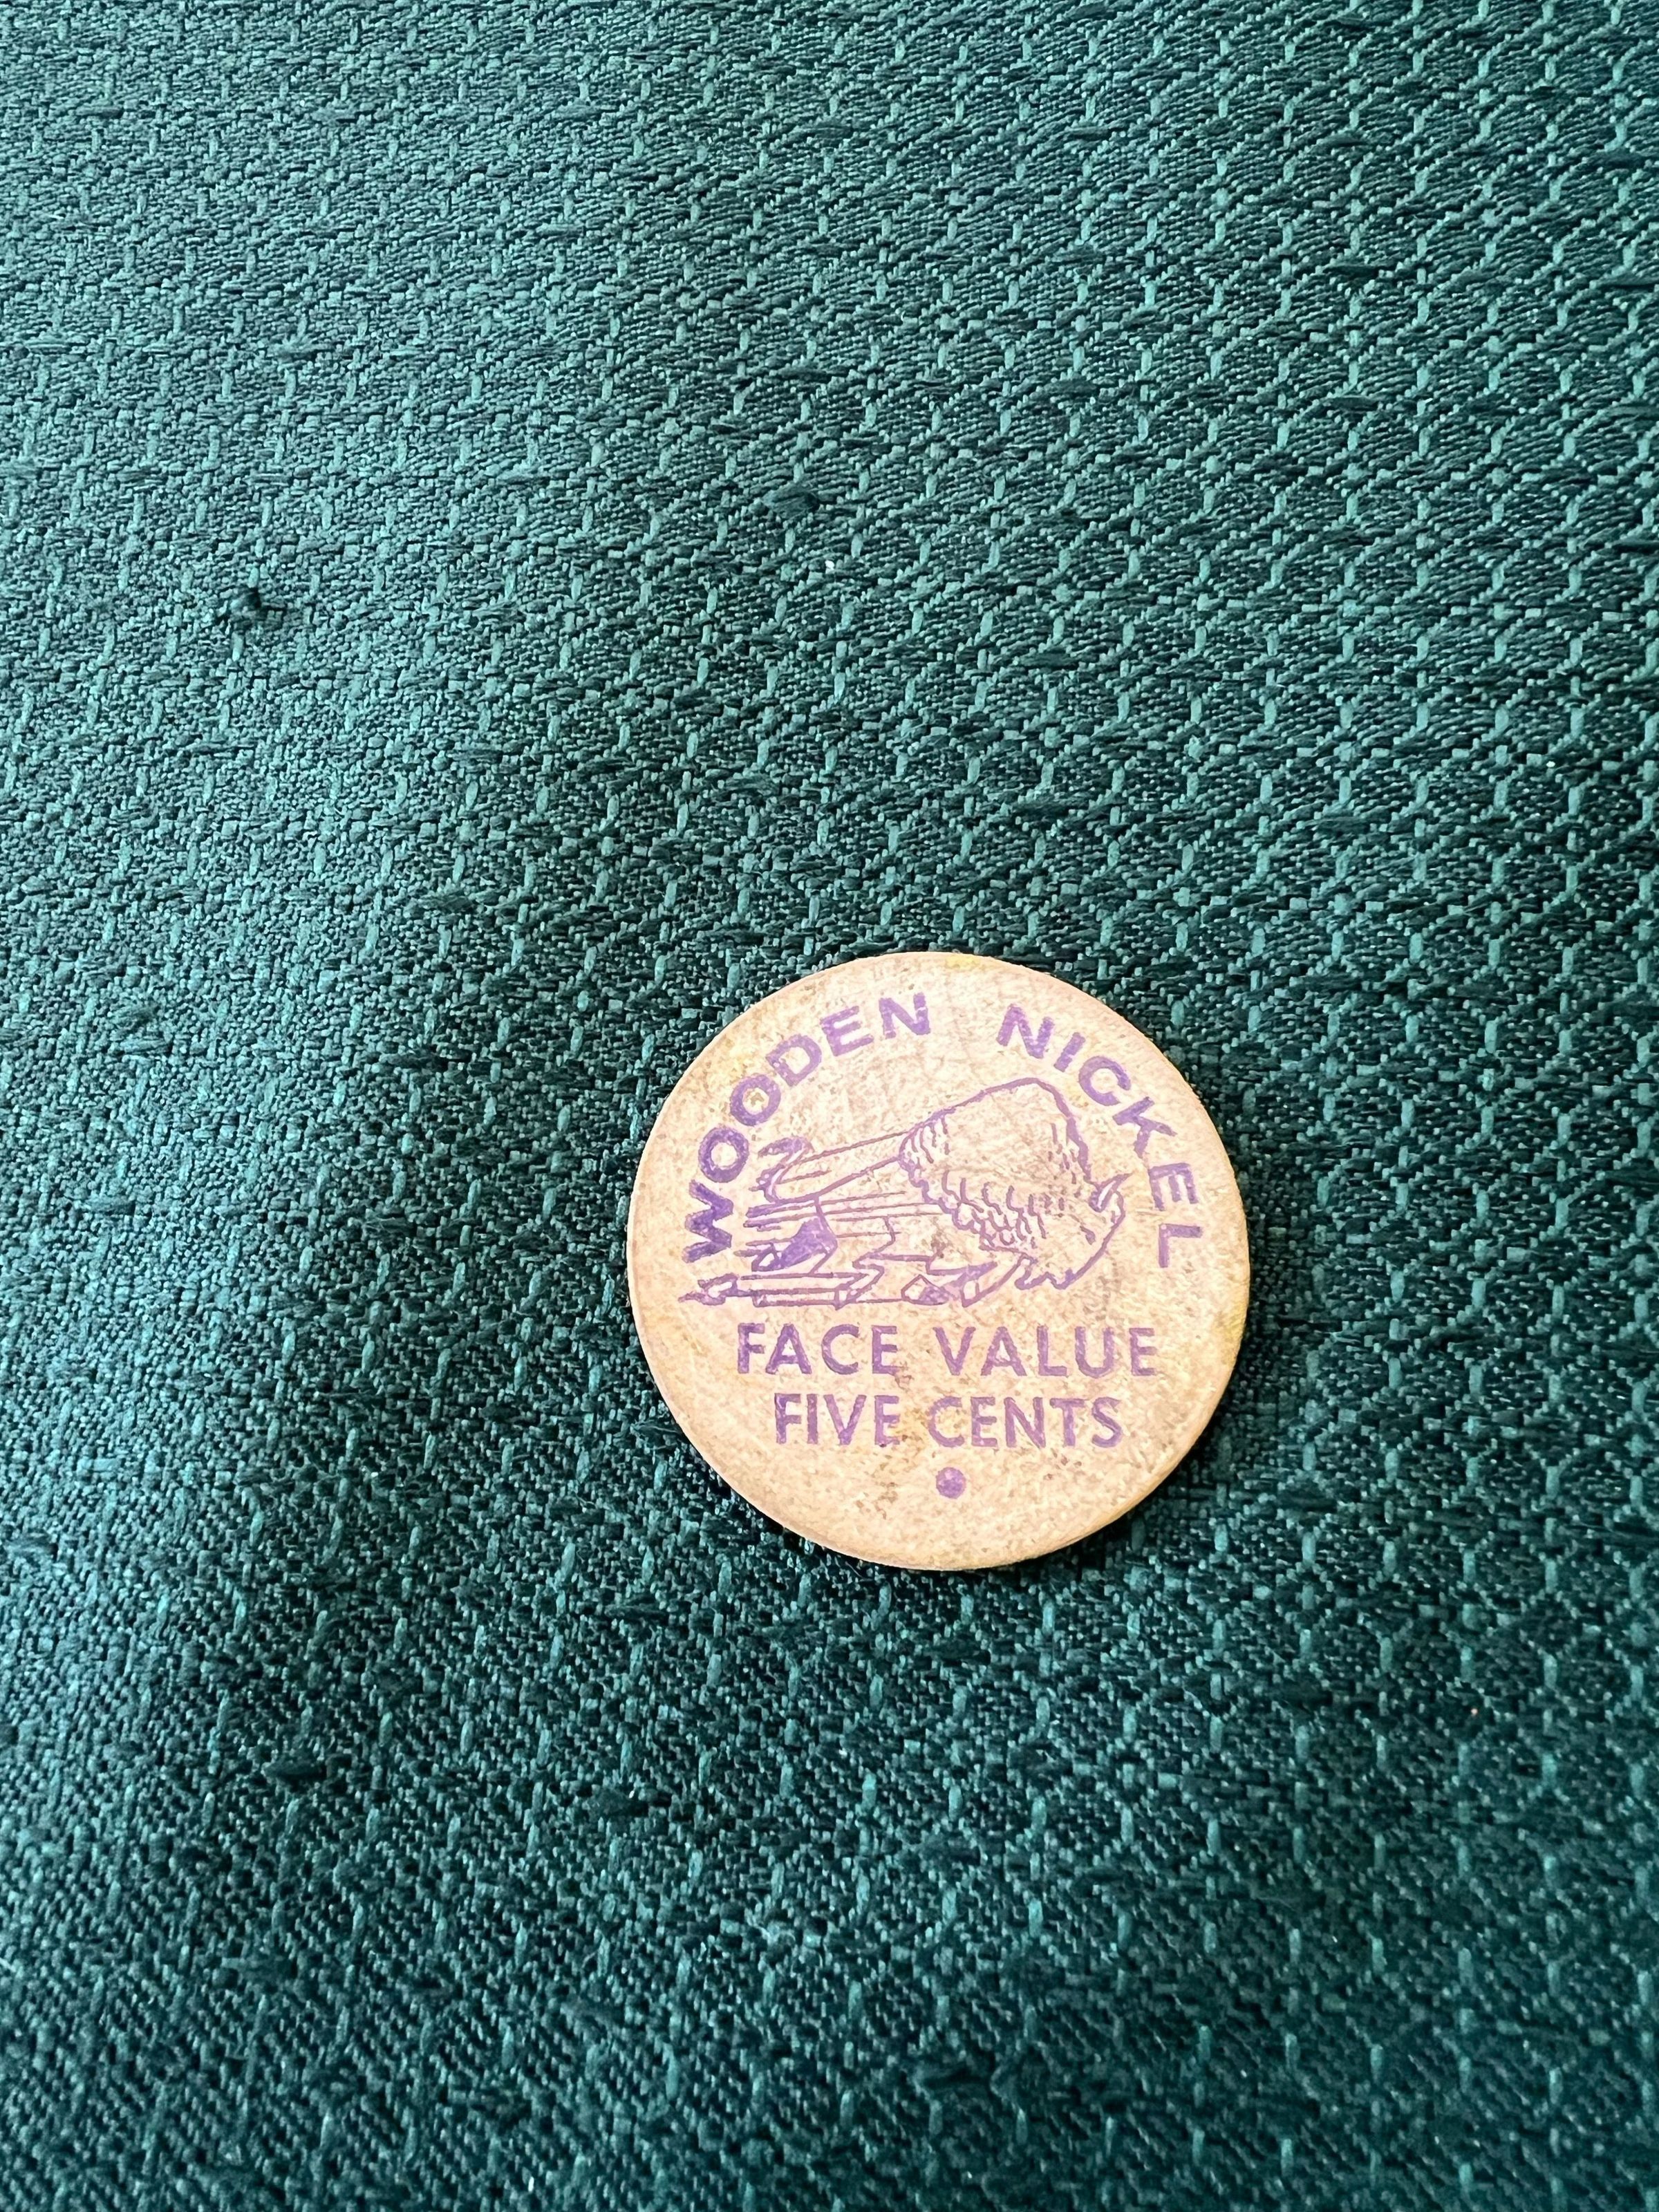 WOODEN NICKEL
FACE VALUE
FIVE CENTS